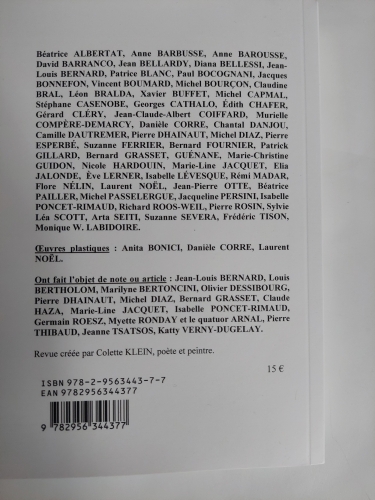 Béatrice ALBERTAT, Anne BARBUSSE, Anne BAROUSSE,
David BARRANCO, Jean BELLARDY, Diana BELLESSI, Jean-
Louis BERNARD, Patrice BLANC, Paul BOCOGNANI, Jacques
BONNEFON, Vincent BOUMARD, Michel BOURÇON, Claudine
BRAL, Léon BRALDA, Xavier BUFFET, Michel CAPMAL,
Stéphane CASENOBE, Georges CATHALO, Édith CHAFER,
Gérard CLÉRY, Jean-Claude-Albert COIFFARD, Murielle
COMPÈRE-DEMARCY, Danièle CORRE, Chantal DANJOU,
Camille DAUTREMER, Pierre DHAINAUT, Michel DIAZ, Pierre
ESPERBÉ, Suzanne FERRIER, Bernard FOURNIER, Patrick
GILLARD, Bernard GRASSET, GUÉNANE, Marie-Christine
GUIDON, Nicole HARDOUIN, Marie-Line JACQUET, Elia
JALONDE, Ève LERNER, Isabelle LÉVESQUE, Rémi MADAR,
Flore NÉLIN, Laurent NOËL, Jean-Pierre OTTE, Béatrice
PAILLER, Michel PASSELERGUE, Jacqueline PERSINI, Isabelle
PONCET-RIMAUD, Richard ROOS-WEIL, Pierre ROSIN, Sylvie
Léa SCOTT, Arta SEITI, Suzanne SEVERA, Frédéric TISON,
Monique W. LABIDOIRE.
Œuvres plastiques : Anita BONICI, Danièle CORRE, Laurent
NOËL.
Ont fait l'objet de note ou article : Jean-Louis BERNARD, Louis
BERTHOLOM, Marilyne BERTONCINI, Olivier DESSIBOURG,
Pierre DHAINAUT, Michel DIAZ, Bernard GRASSET, Claude
HAZA, Marie-Line JACQUET, Isabelle PONCET-RIMAUD,
Germain ROESZ, Myette RONDAY et le quatuor ARNAL, Pierre
THIBAUD, Jeanne TSATSOS, Katty VERNY-DUGELAY.
Revue créée par Colette KLEIN, poète et peintre.
15 €
ISBN 978-2-9563443-7-7
EAN 9782956344377
9 782956 344377